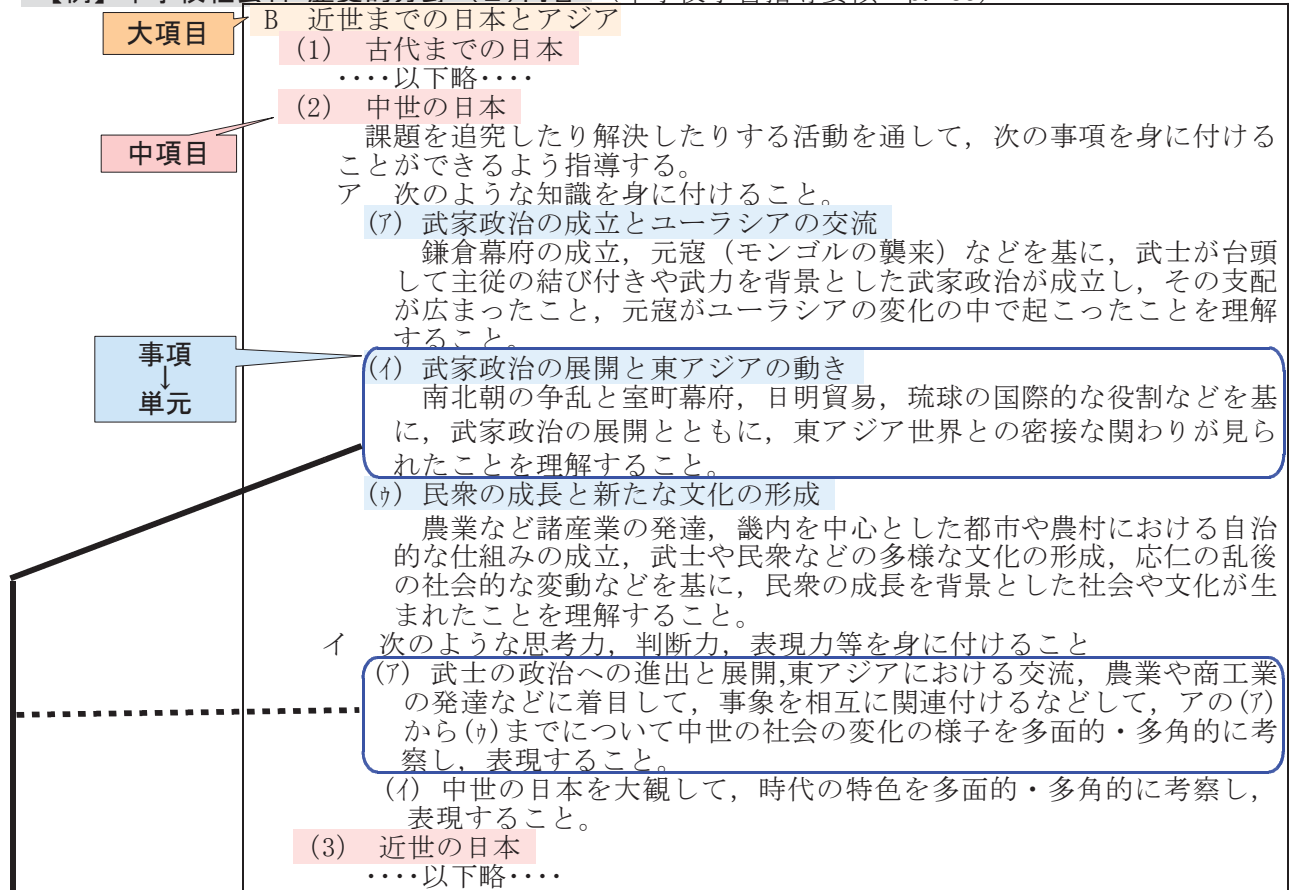 大項目
B 近世までの日本とアジア
(1) 古代までの日本
・・・・以下略・・・・
(2) 中世の日本
中項目
課題を追究したり解決したりする活動を通して，次の事項を身に付ける
ことができるよう指導する。
ア 次のような知識を身に付けること。
(ｱ) 武家政治の成立とユーラシアの交流
鎌倉幕府の成立，元寇（モンゴルの襲来）などを基に，武士が台頭
して主従の結び付きや武力を背景とした武家政治が成立し，その支配
が広まったこと，元寇がユーラシアの変化の中で起こったことを理解
すること。
事項
↓
単元
(ｲ) 武家政治の展開と東アジアの動き
南北朝の争乱と室町幕府，日明貿易，琉球の国際的な役割などを基
に，武家政治の展開とともに，東アジア世界との密接な関わりが見ら
れたことを理解すること。
(ｳ) 民衆の成長と新たな文化の形成
農業など諸産業の発達，畿内を中心とした都市や農村における自治
的な仕組みの成立，武士や民衆などの多様な文化の形成，応仁の乱後
の社会的な変動などを基に，民衆の成長を背景とした社会や文化が生
まれたことを理解すること。
イ 次のような思考力，判断力，表現力等を身に付けること
(ｱ) 武士の政治への進出と展開,東アジアにおける交流，農業や商工業
の発達などに着目して，事象を相互に関連付けるなどして，アの(ｱ)
から(ｳ)までについて中世の社会の変化の様子を多面的・多角的に考
察し，表現すること。
(ｲ) 中世の日本を大観して，時代の特色を多面的・多角的に考察し，
表現すること。
(3) 近世の日本
・・・・以下略・・・・